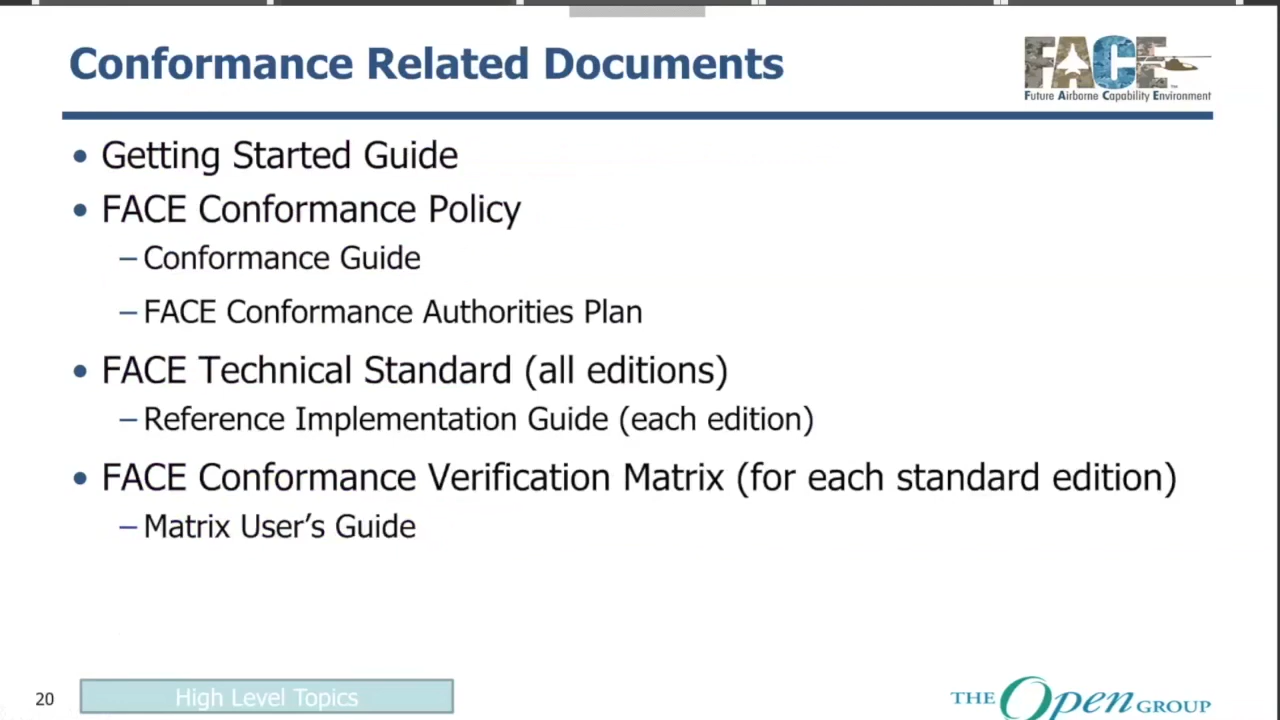 Conformance Related Documents
FACE
Future Airborne Capability Environment
• Getting Started Guide
• FACE Conformance Policy
– Conformance Guide
– FACE Conformance Authorities Plan
• FACE Technical Standard (all editions)
– Reference Implementation Guide (each edition)
• FACE Conformance Verification Matrix (for each standard edition)
– Matrix User’s Guide
20
High Level Topics
THE Open GROUP